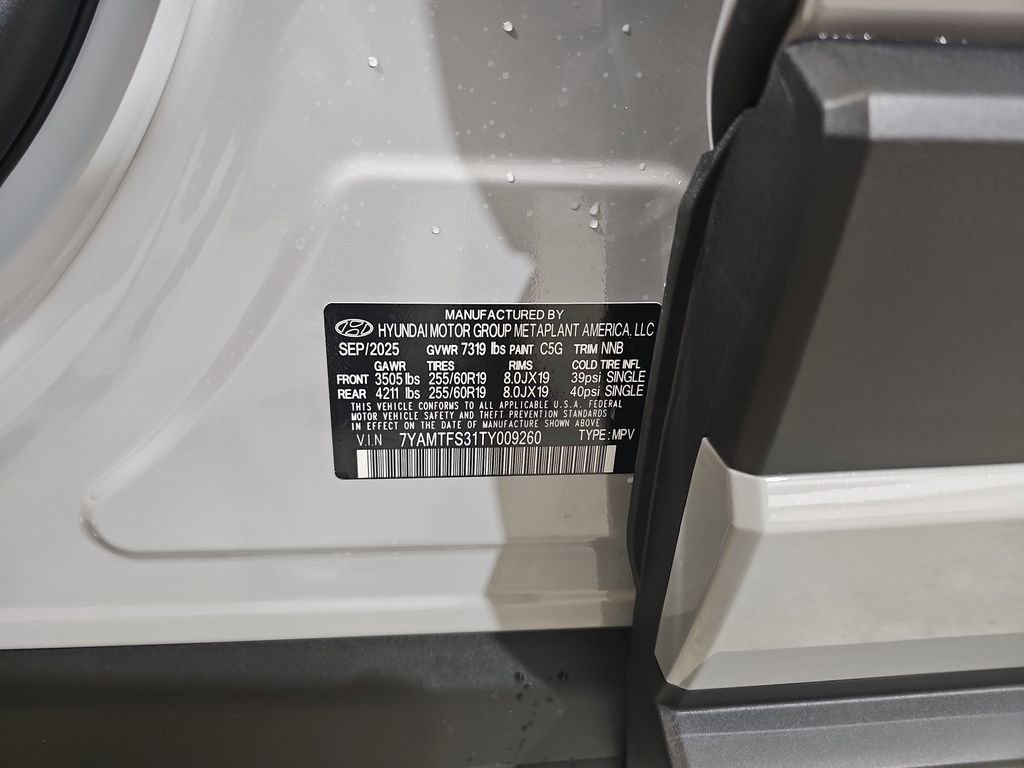 MANUFACTURED BY
HYUNDAI MOTOR GROUP METAPLANT AMERICA, LLC
SEP/2025 GVWR 7319 lbs PAINT C5G TRIM NNB
GAWR TIRES RIMS COLD TIRE INFL
FRONT 3505 lbs 255/60R19 8.0JX19 39psi SINGLE
REAR 4211 lbs 255/60R19 8.0JX19 40psi SINGLE
THIS VEHICLE CONFORMS TO ALL APPLICABLE U.S.A. FEDERAL
MOTOR VEHICLE SAFETY AND THEFT PREVENTION STANDARDS
IN EFFECT ON THE DATE OF MANUFACTURE SHOWN ABOVE
V.I.N 7YAMTFS31TY009260 TYPE: MPV